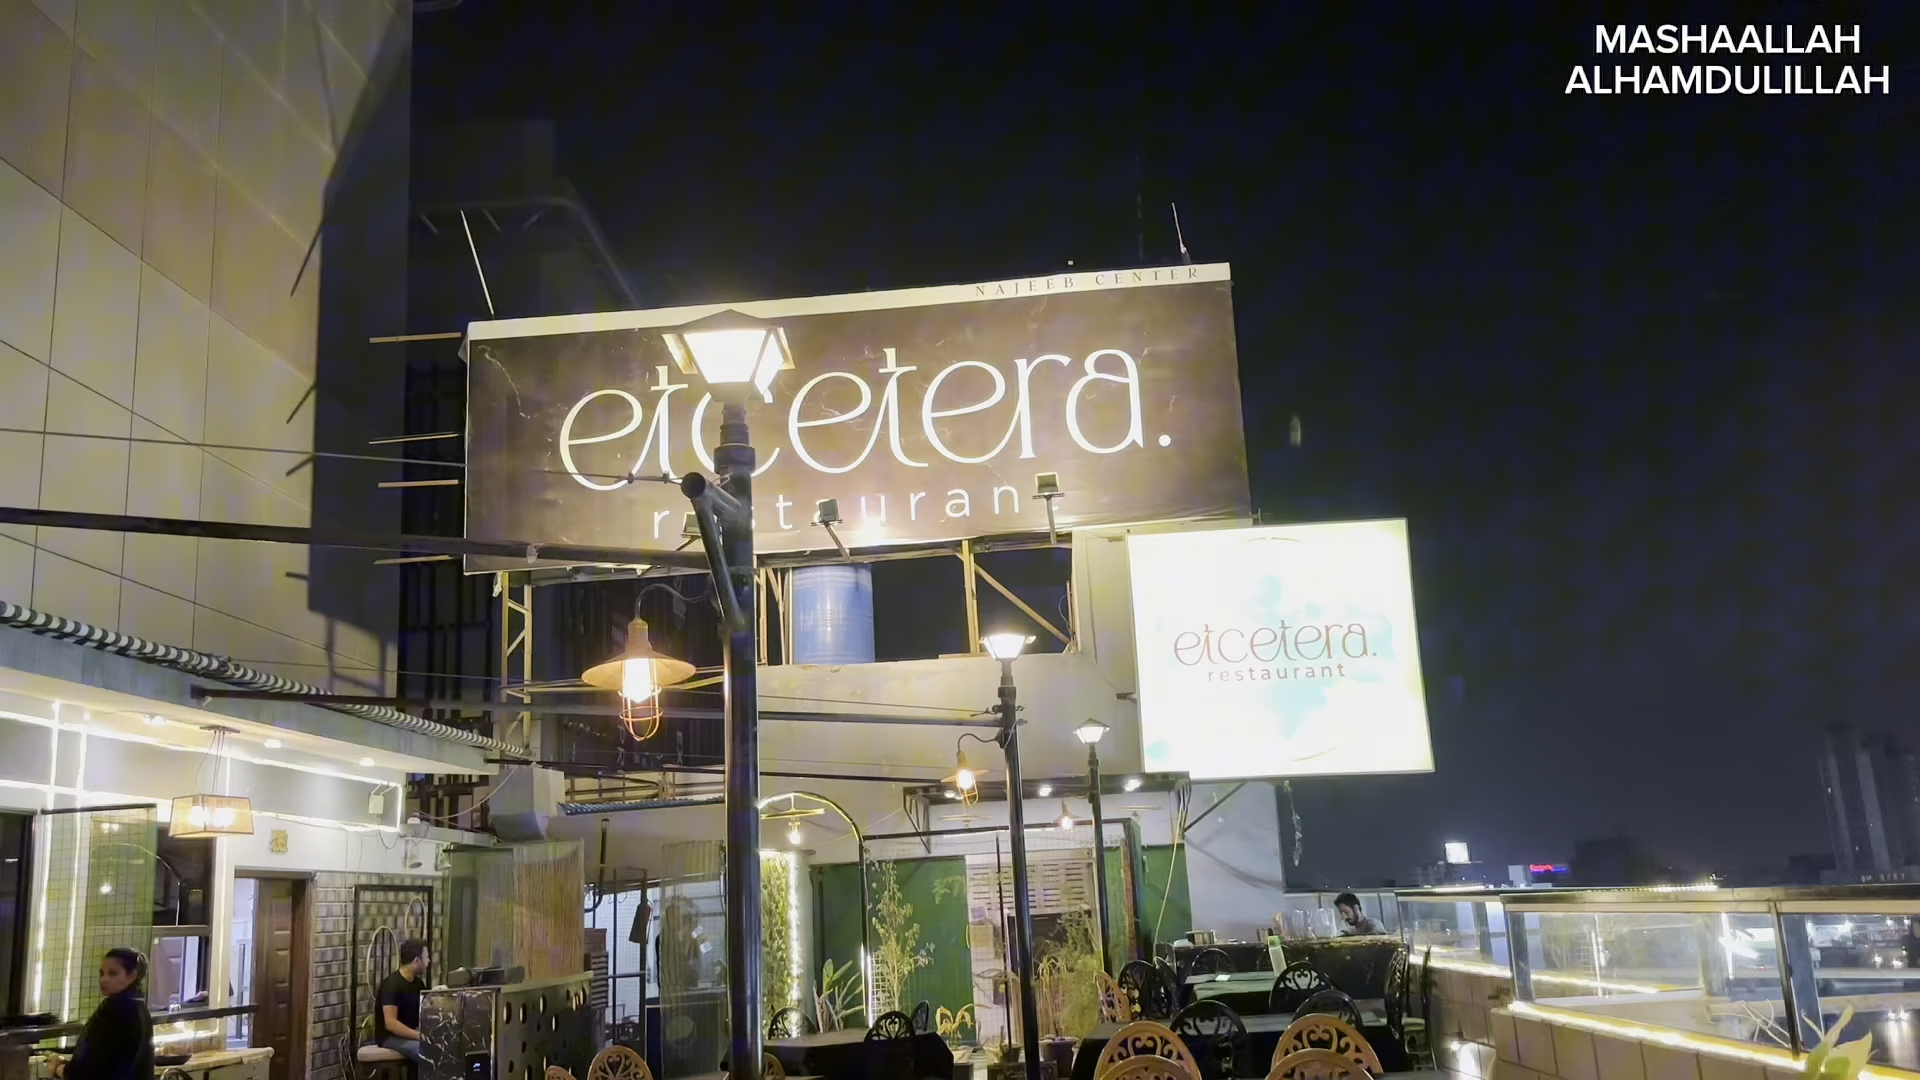 MASHAALLAH
ALHAMDULILLAH
NAJEEB CENTER
etcetera.
restaurant
etcetera.
restaurant